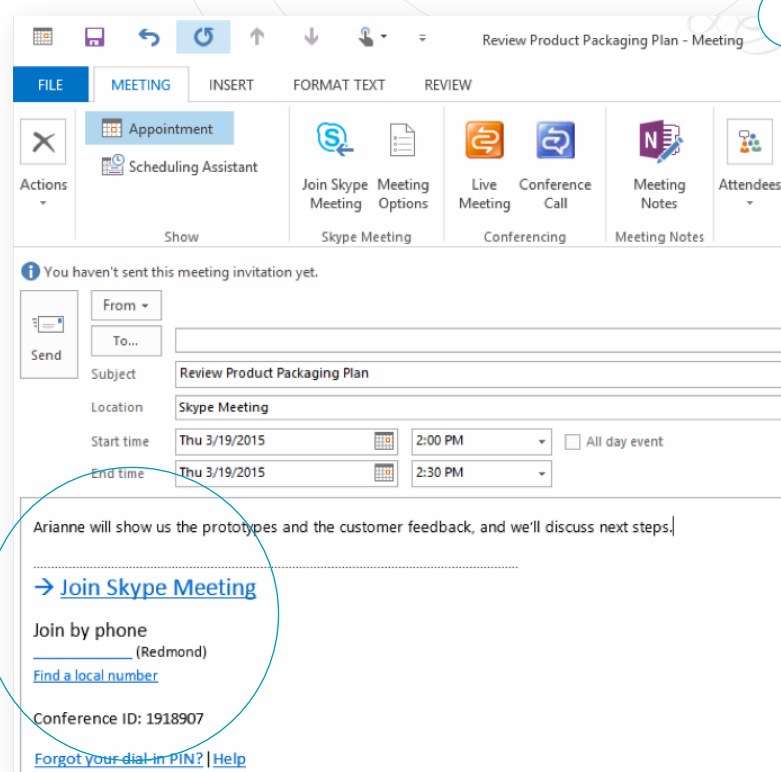 Review Product Packaging Plan - Meeting
FILE MEETING INSERT FORMAT TEXT REVIEW
Appointment
Scheduling Assistant
Actions
Join Skype Meeting
Meeting Options
Live Meeting
Conference Call
Meeting Notes
Attendees
Show Skype Meeting Conferencing Meeting Notes
You haven't sent this meeting invitation yet.
Send
From
To...
Subject Review Product Packaging Plan
Location Skype Meeting
Start time Thu 3/19/2015 2:00 PM All day event
End time Thu 3/19/2015 2:30 PM
Arianne will show us the prototypes and the customer feedback, and we'll discuss next steps.
→ Join Skype Meeting
Join by phone
(Redmond)
Find a local number
Conference ID: 1918907
Forgot your dial-in PIN? | Help